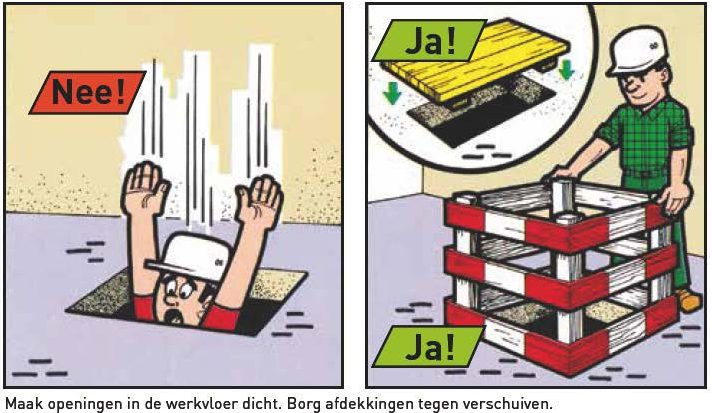 Nee!
Ja!
Ja!
Maak openingen in de werkvloer dicht. Borg afdekkingen tegen verschuiven.